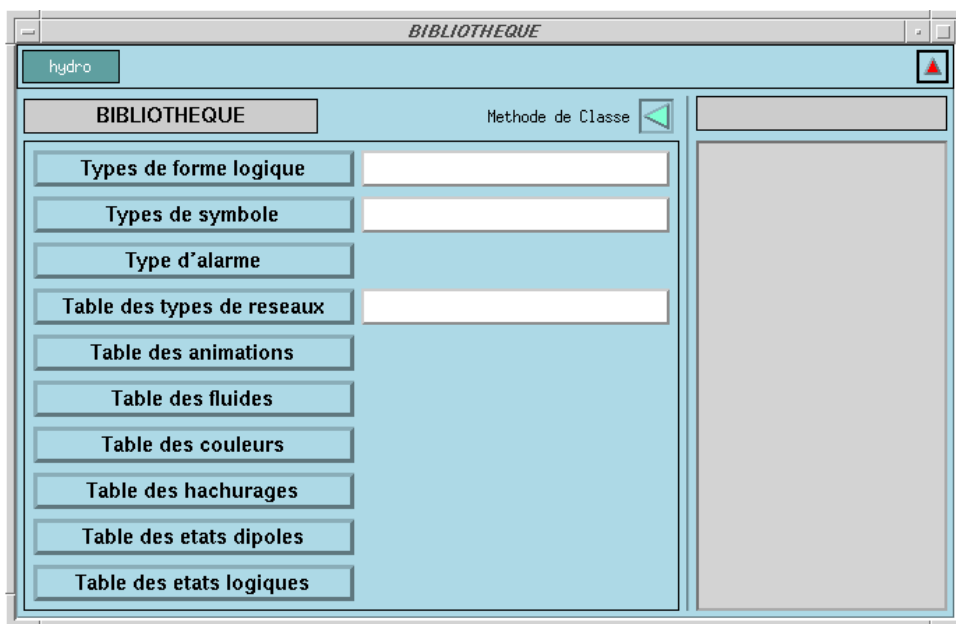 BIBLIOTHEQUE
hydro
BIBLIOTHEQUE
Methode de Classe
Types de forme logique
Types de symbole
Type d'alarme
Table des types de reseaux
Table des animations
Table des fluides
Table des couleurs
Table des hachurages
Table des etats dipoles
Table des etats logiques